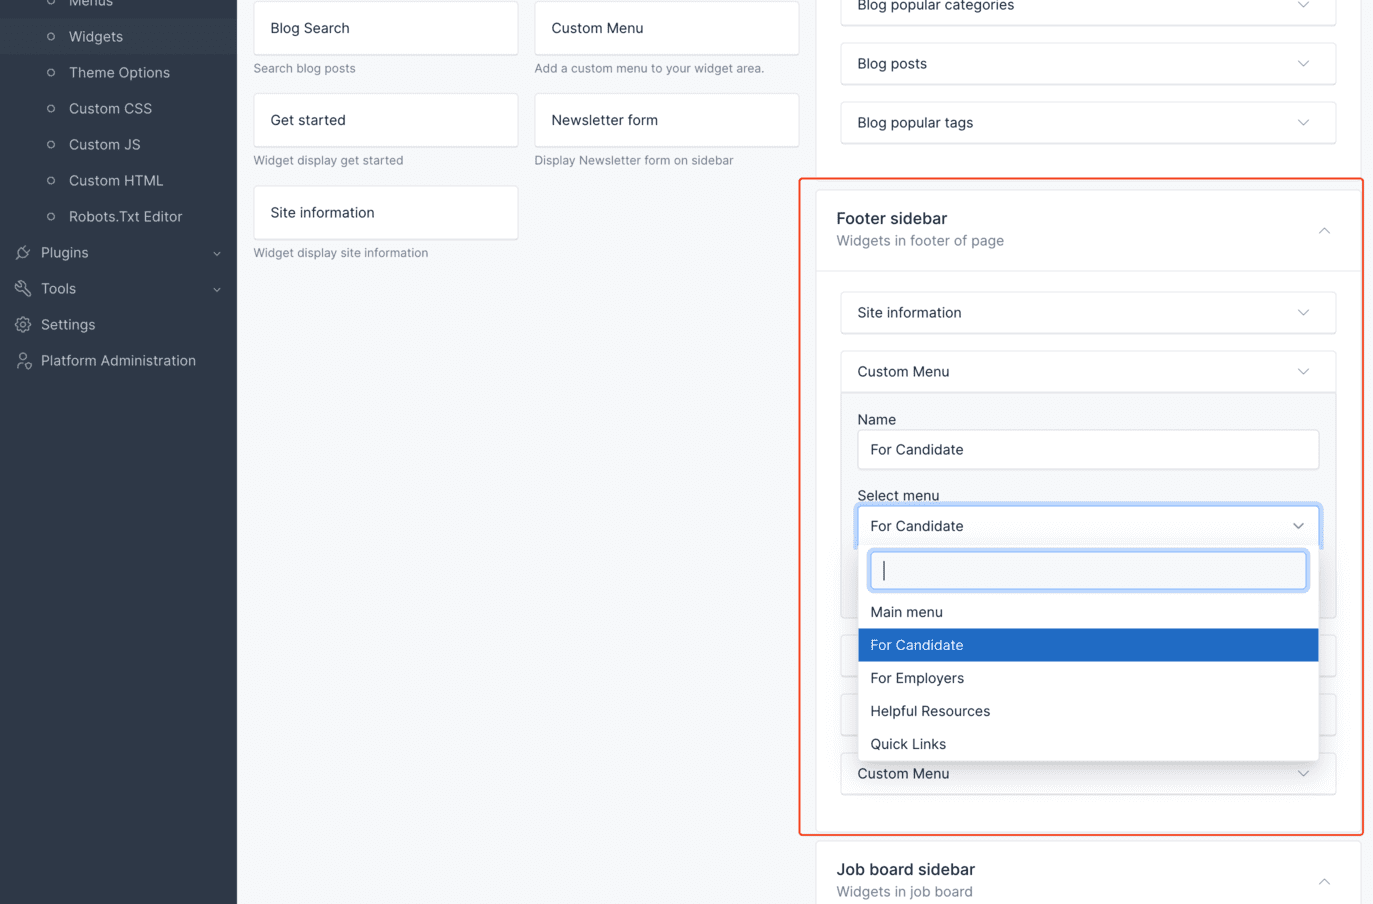 Menus
Widgets
Theme Options
Custom CSS
Custom JS
Custom HTML
Robots.Txt Editor
Plugins
Tools
Settings
Platform Administration
Blog Search
Search blog posts
Custom Menu
Add a custom menu to your widget area.
Get started
Widget display get started
Newsletter form
Display Newsletter form on sidebar
Site information
Widget display site information
Blog popular categories
Blog posts
Blog popular tags
Footer sidebar
Widgets in footer of page
Site information
Custom Menu
Name
For Candidate
Select menu
For Candidate
Main menu
For Candidate
For Employers
Helpful Resources
Quick Links
Custom Menu
Job board sidebar
Widgets in job board